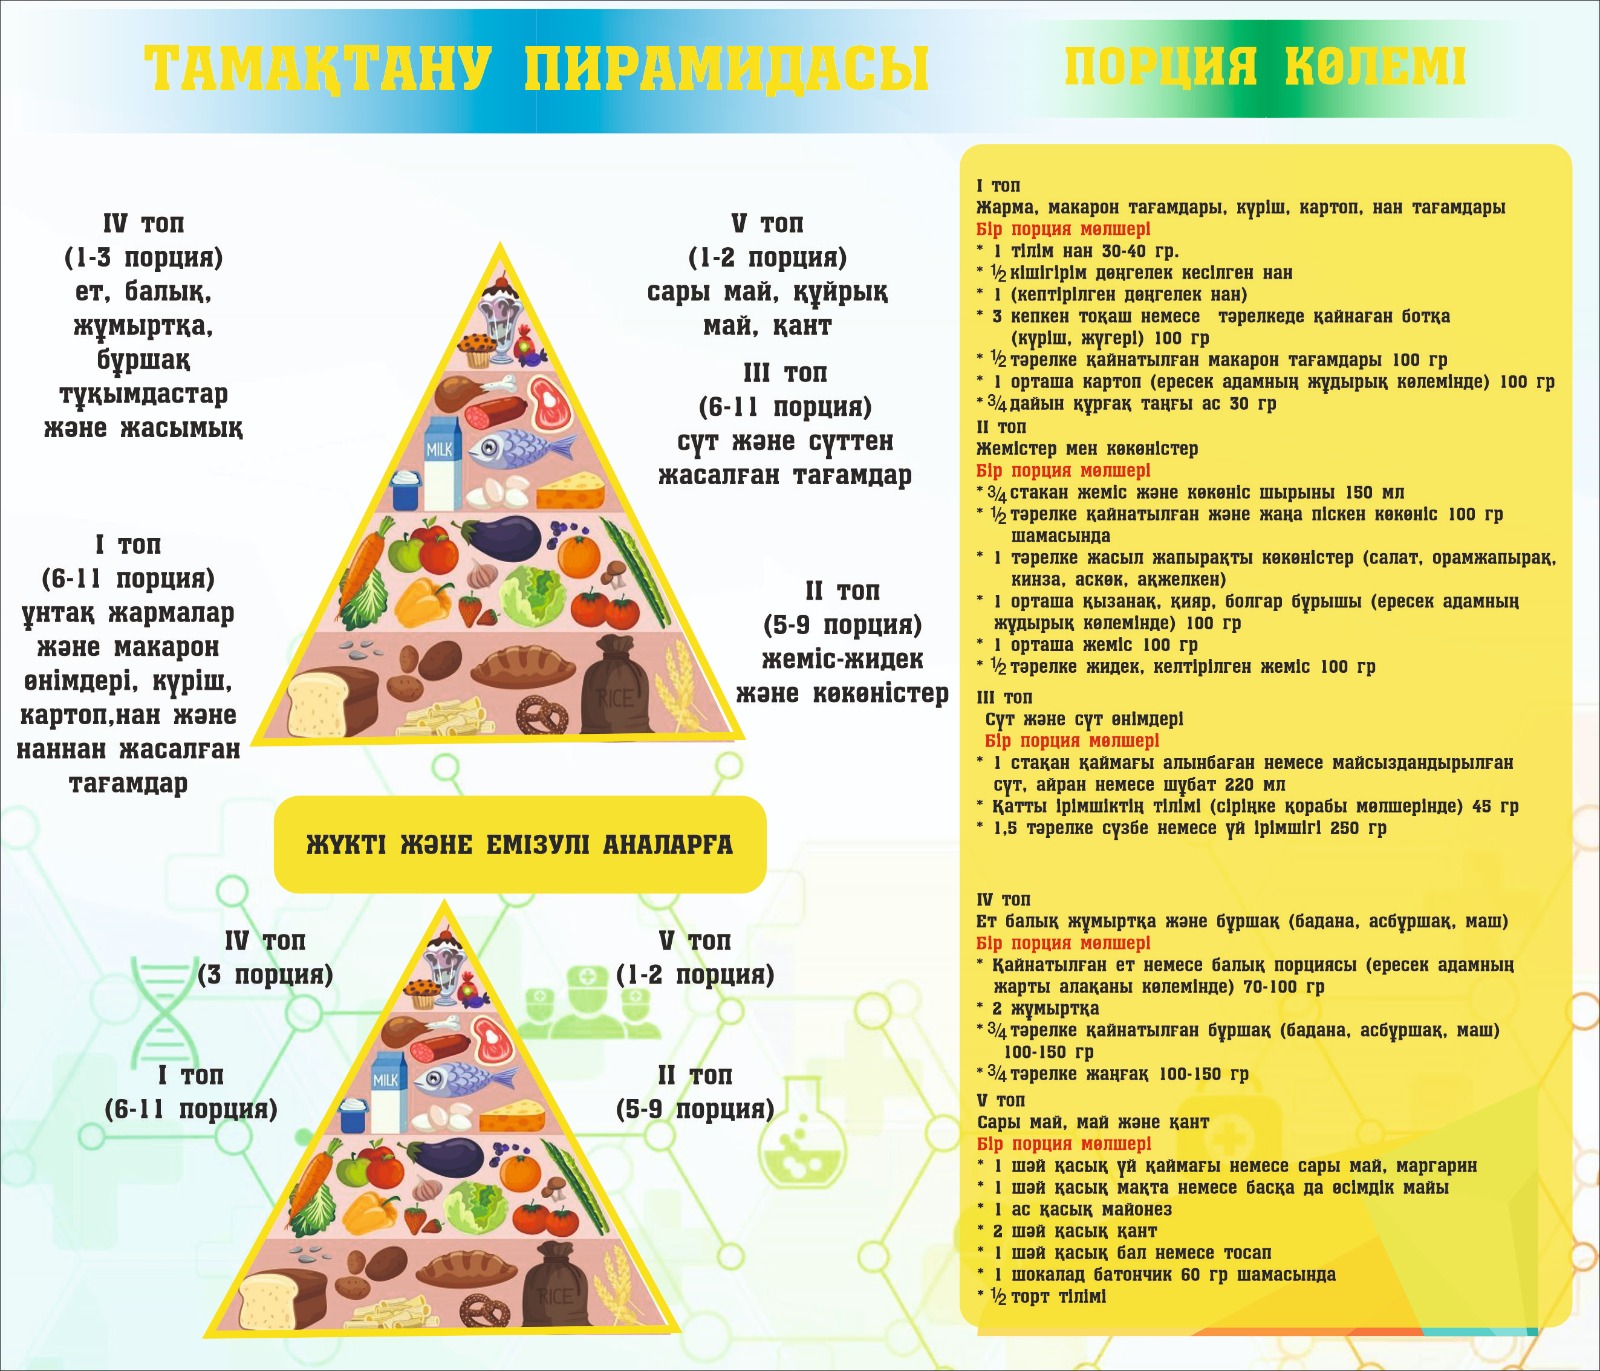 ТАМАҚТАНУ ПИРАМИДАСЫ
IV топ
(1-3 порция)
ет, балық,
жұмыртқа,
бұршақ
тұқымдастар
және жасымық
V топ
(1-2 порция)
сары май, құйрық
май, қант
III топ
(6-11 порция)
сүт және сүттен
жасалған тағамдар
I топ
(6-11 порция)
ұнтақ жармалар
және макарон
өнімдері, күріш,
картоп,нан және
наннан жасалған
тағамдар
II топ
(5-9 порция)
жеміс-жидек
және көкөністер
MILK
RICE
ЖҮКТІ ЖӘНЕ ЕМІЗУЛІ АНАЛАРҒА
IV топ
(3 порция)
V топ
(1-2 порция)
I топ
(6-11 порция)
II топ
(5-9 порция)
MILK
RICE
ПОРЦИЯ КӨЛЕМІ
I топ
Жарма, макарон тағамдары, күріш, картоп, нан тағамдары
Бір порция мөлшері
* 1 тілім нан 30-40 гр.
* ½ кішігірім дөңгелек кесілген нан
* 1 (кептірілген дөңгелек нан)
* 3 кепкен тоқаш немесе тәрелкеде қайнаған ботқа
(күріш, жүгері) 100 гр
* ½ тәрелке қайнатылған макарон тағамдары 100 гр
* 1 орташа картоп (ересек адамның жұдырық көлемінде) 100 гр
* ¾ дайын құрғақ таңғы ас 30 гр
II топ
Жемістер мен көкөністер
Бір порция мөлшері
* ¾ стакан жеміс және көкөніс шырыны 150 мл
* ½ тәрелке қайнатылған және жаңа піскен көкөніс 100 гр
шамасында
* 1 тәрелке жасыл жапырақты көкөністер (салат, орамжапырақ,
кинза, аскөк, ақжелкен)
* 1 орташа қызанақ, қияр, болгар бұрышы (ересек адамның
жұдырық көлемінде) 100 гр
* 1 орташа жеміс 100 гр
* ½ тәрелке жидек, келтірілген жеміс 100 гр
III топ
Сүт және сүт өнімдері
Бір порция мөлшері
* 1 стақан қаймағы алынбаған немесе майсыздандырылған
сүт, айран немесе шұбат 220 мл
* Қатты ірімшіктің тілімі (сіріңке қорабы мөлшерінде) 45 гр
* 1,5 тәрелке сүзбе немесе үй ірімшігі 250 гр
IV топ
Ет балық жұмыртқа және бұршақ (бадана, асбұршақ, маш)
Бір порция мөлшері
* Қайнатылған ет немесе балық порциясы (ересек адамның
жарты алақаны көлемінде) 70-100 гр
* 2 жұмыртқа
* ¾ тәрелке қайнатылған бұршақ (бадана, асбұршақ, маш)
100-150 гр
* ¾ тәрелке жаңғақ 100-150 гр
V топ
Сары май, май және қант
Бір порция мөлшері
* 1 шәй қасық үй қаймағы немесе сары май, маргарин
* 1 шәй қасық мақта немесе басқа да өсімдік майы
* 1 ас қасық майонез
* 2 шәй қасық қант
* 1 шәй қасық бал немесе тосап
* 1 шокалад батончик 60 гр шамасында
* ½ торт тілімі